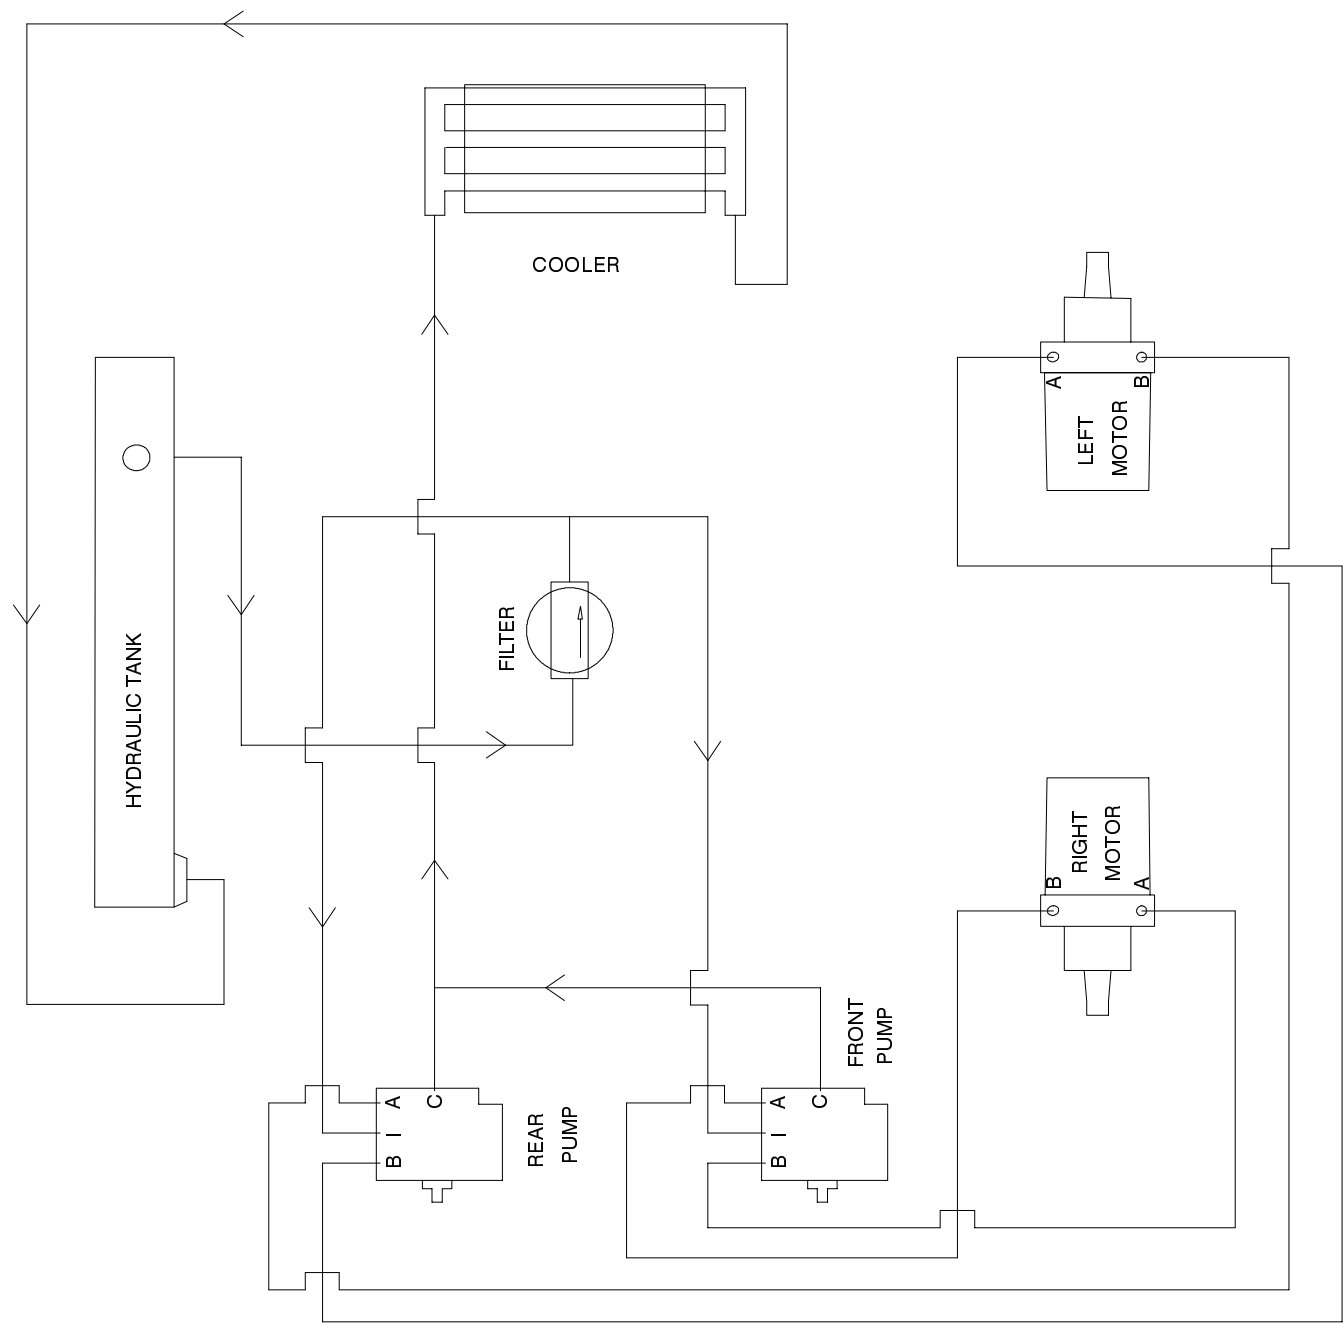 COOLER
A
B
LEFT
MOTOR
FILTER
HYDRAULIC TANK
RIGHT
MOTOR
B
A
FRONT
PUMP
A
C
I
B
REAR
PUMP
A
C
I
B